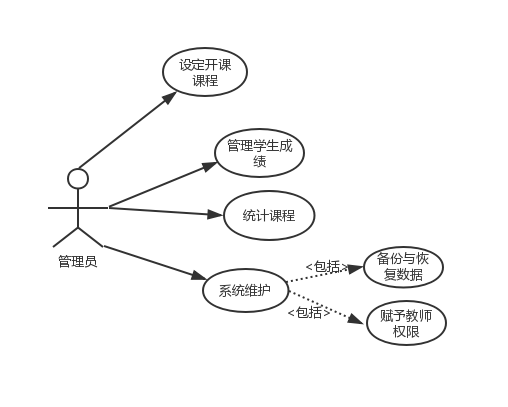 设定开课
课程
管理学生成
绩
统计课程
管理员
系统维护
<包括>
备份与恢
复数据
<包括>
赋予教师
权限